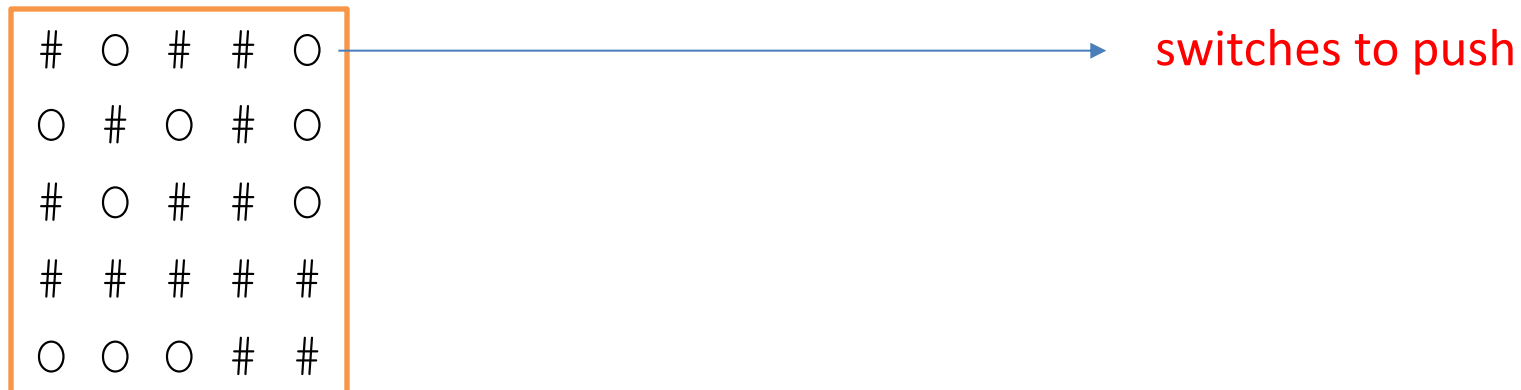 # O # # O switches to push
O # O # O
# O # # O
# # # # #
O O O # #